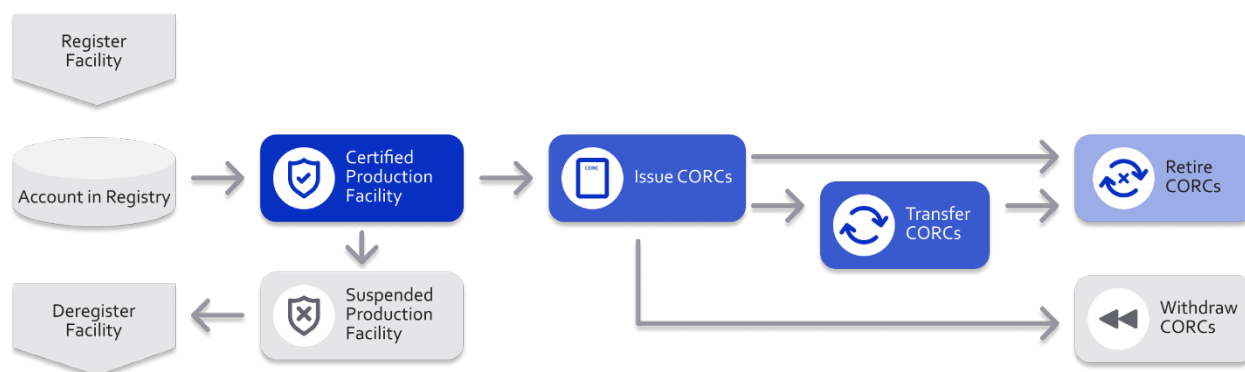 Register
Facility
Account in Registry
Certified
Production
Facility
CORC
Issue CORCs
Transfer
CORCs
Retire
CORCs
Deregister
Facility
Suspended
Production
Facility
Withdraw
CORCs